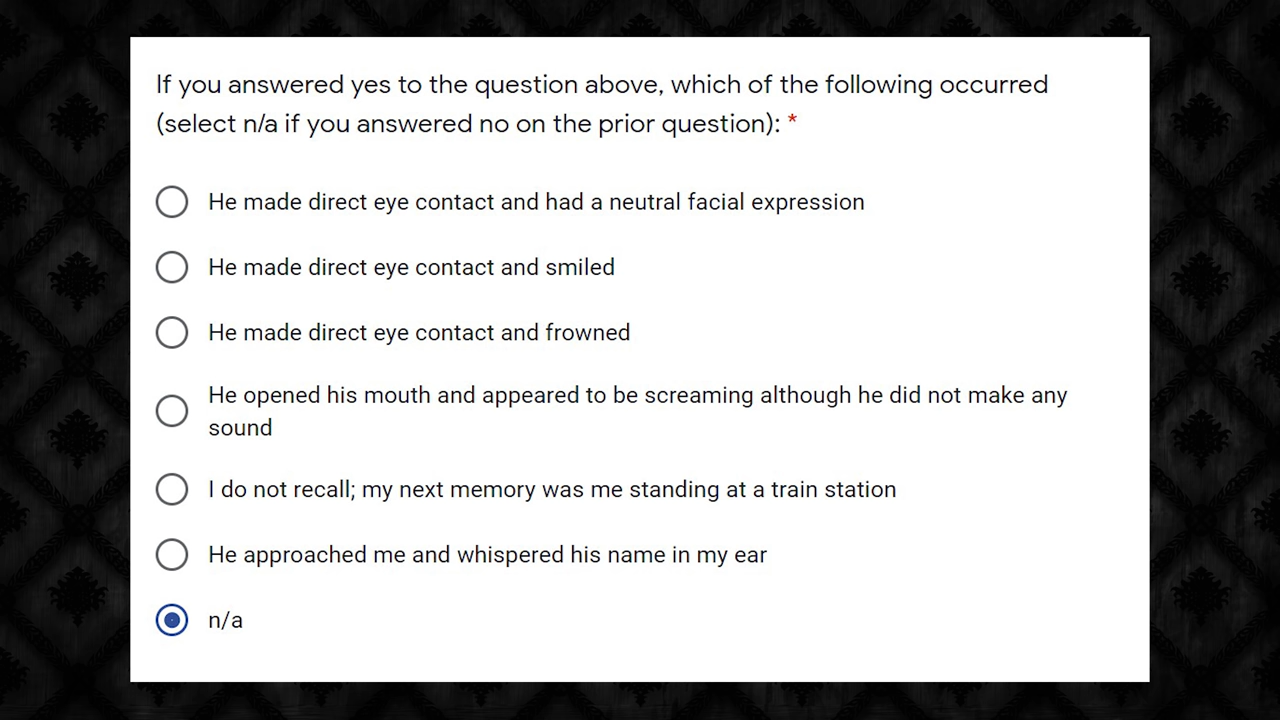 If you answered yes to the question above, which of the following occurred
(select n/a if you answered no on the prior question): *
He made direct eye contact and had a neutral facial expression
He made direct eye contact and smiled
He made direct eye contact and frowned
He opened his mouth and appeared to be screaming although he did not make any
sound
I do not recall; my next memory was me standing at a train station
He approached me and whispered his name in my ear
n/a